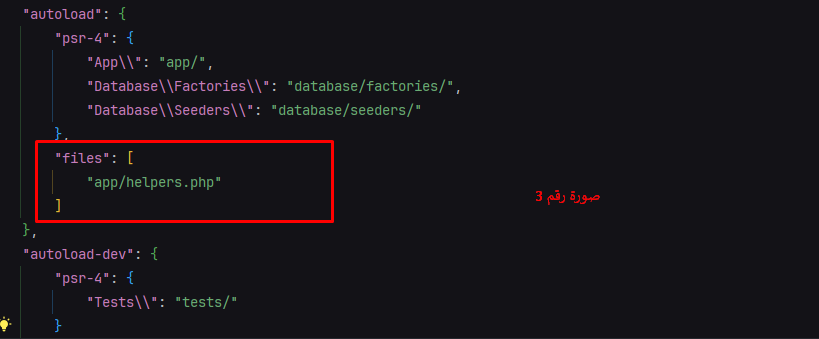 "autoload": {
"psr-4": {
"App\\": "app/",
"Database\\Factories\\": "database/factories/",
"Database\\Seeders\\": "database/seeders/"
},
"files": [
"app/helpers.php"
]
},
"autoload-dev": {
"psr-4": {
"Tests\\": "tests/"
}
صورة رقم 3